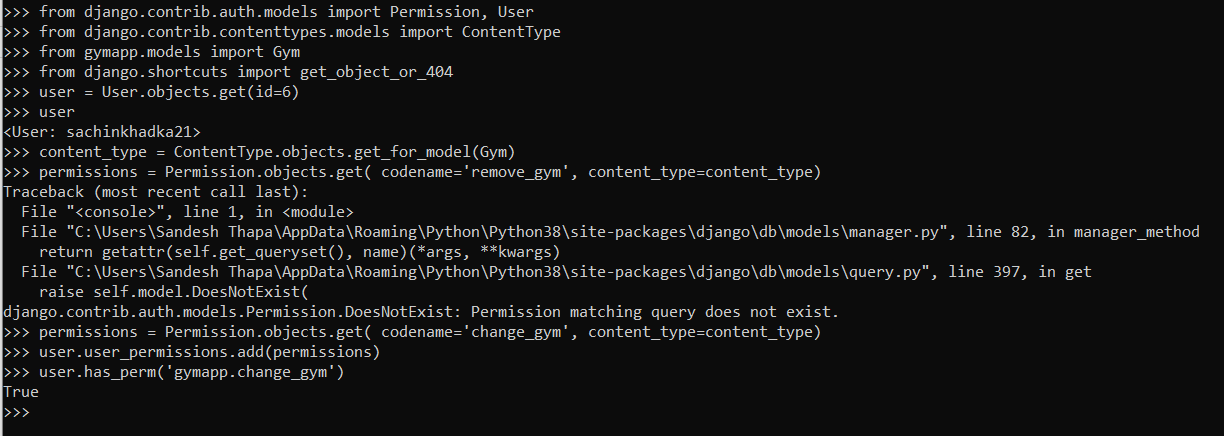 >>> from django.contrib.auth.models import Permission, User
>>> from django.contrib.contenttypes.models import ContentType
>>> from gymapp.models import Gym
>>> from django.shortcuts import get_object_or_404
>>> user = User.objects.get(id=6)
>>> user
<User: sachinkhadka21>
>>> content_type = ContentType.objects.get_for_model(Gym)
>>> permissions = Permission.objects.get( codename='remove_gym', content_type=content_type)
Traceback (most recent call last):
  File "<console>", line 1, in <module>
  File "C:\Users\Sandesh Thapa\AppData\Roaming\Python\Python38\site-packages\django\db\models\manager.py", line 82, in manager_method
    return getattr(self.get_queryset(), name)(*args, **kwargs)
  File "C:\Users\Sandesh Thapa\AppData\Roaming\Python\Python38\site-packages\django\db\models\query.py", line 397, in get
    raise self.model.DoesNotExist(
django.contrib.auth.models.Permission.DoesNotExist: Permission matching query does not exist.
>>> permissions = Permission.objects.get( codename='change_gym', content_type=content_type)
>>> user.user_permissions.add(permissions)
>>> user.has_perm('gymapp.change_gym')
True
>>>